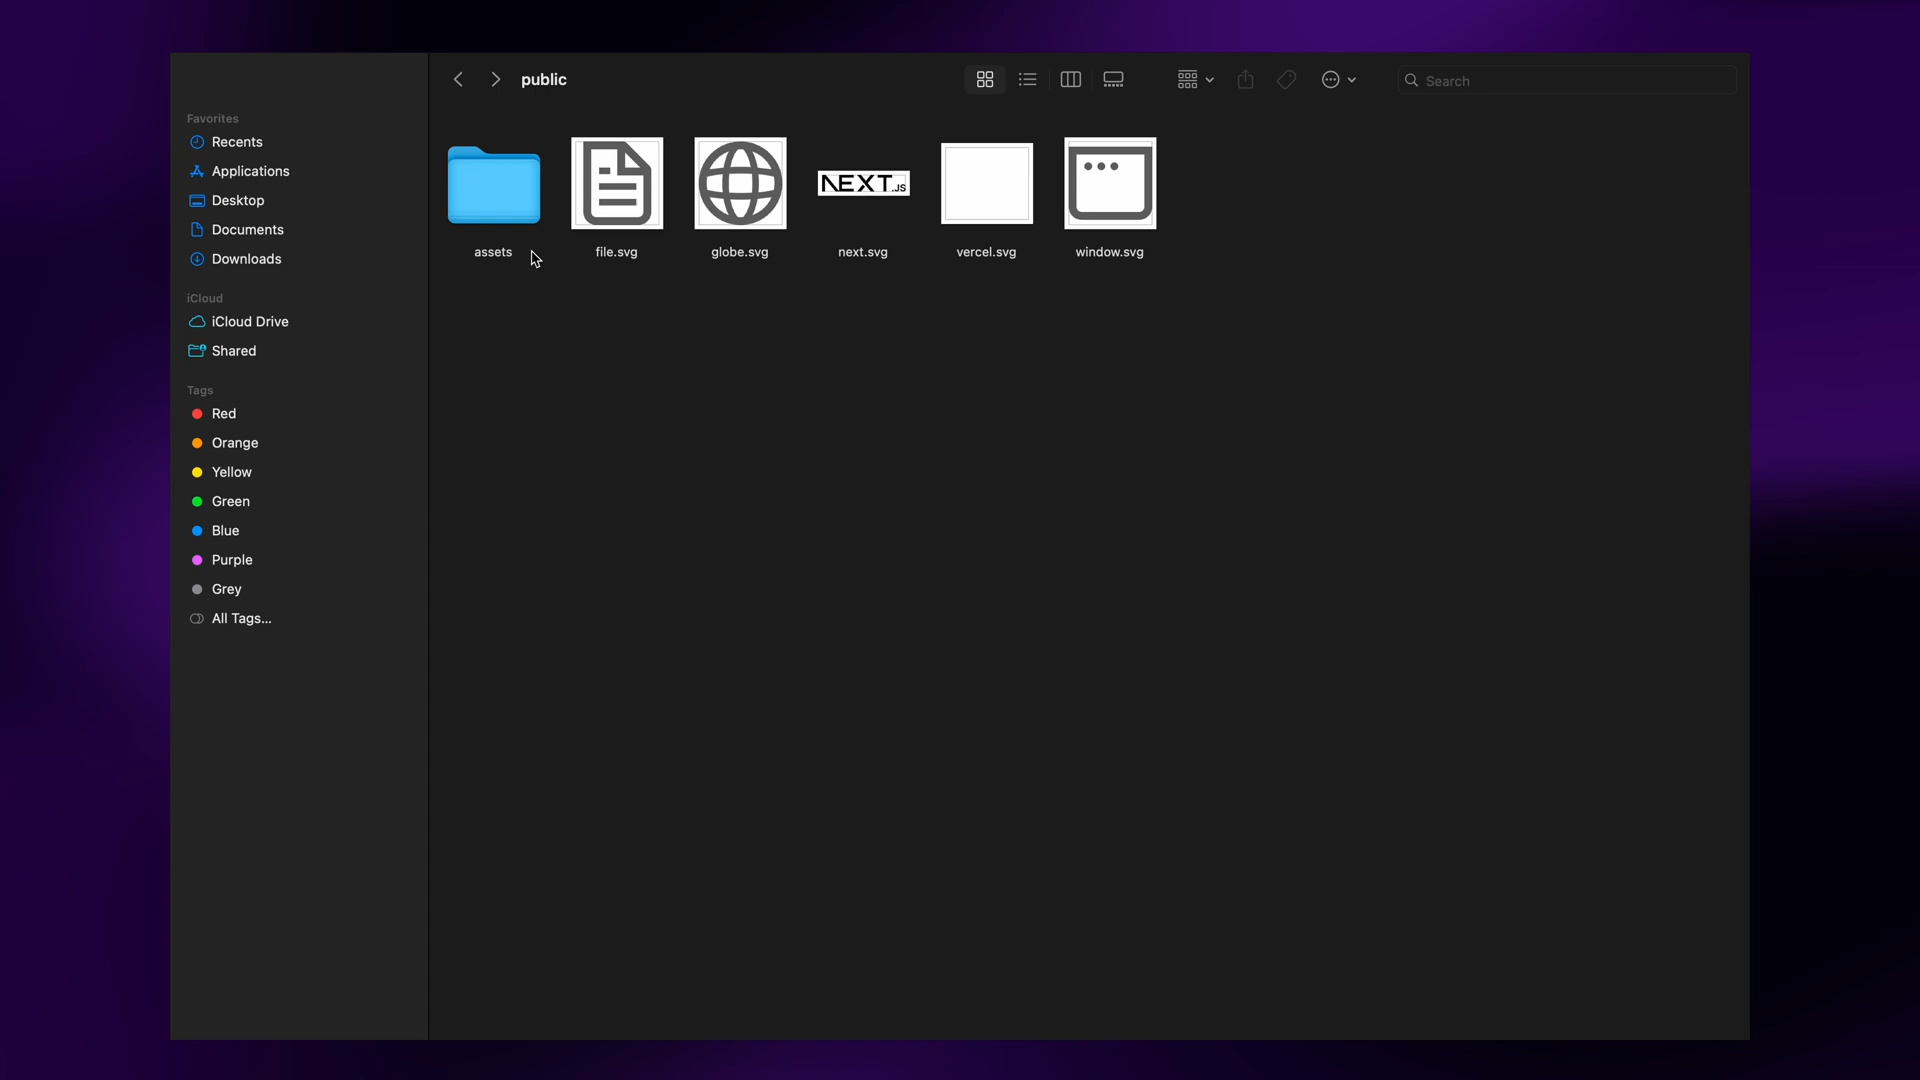 public
Search
Favorites
Recents
Applications
Desktop
Documents
Downloads
iCloud
iCloud Drive
Shared
Tags
Red
Orange
Yellow
Green
Blue
Purple
Grey
All Tags...
NEXT.JS
assets
file.svg
globe.svg
next.svg
vercel.svg
window.svg